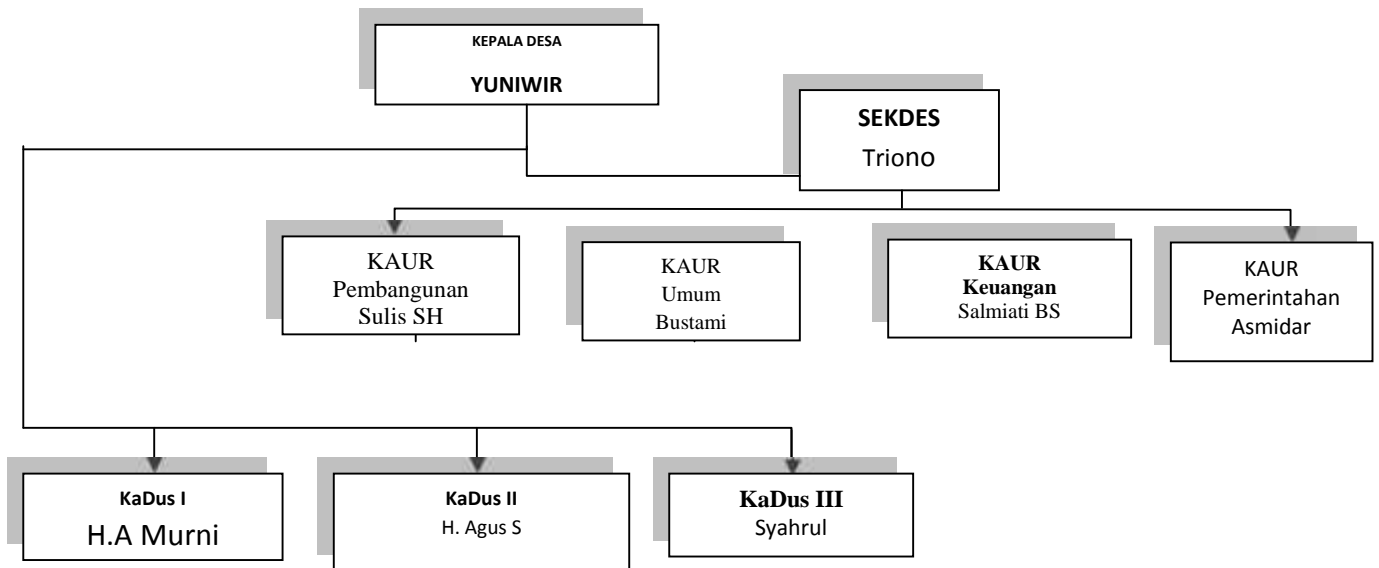 KEPALA DESA
YUNIWIR
SEKDES
Triono
KAUR
Pembangunan
Sulis SH
KAUR
Umum
Bustami
KAUR
Keuangan
Salmiati BS
KAUR
Pemerintahan
Asmidar
KaDus I
H.A Murni
KaDus II
H. Agus S
KaDus III
Syahrul